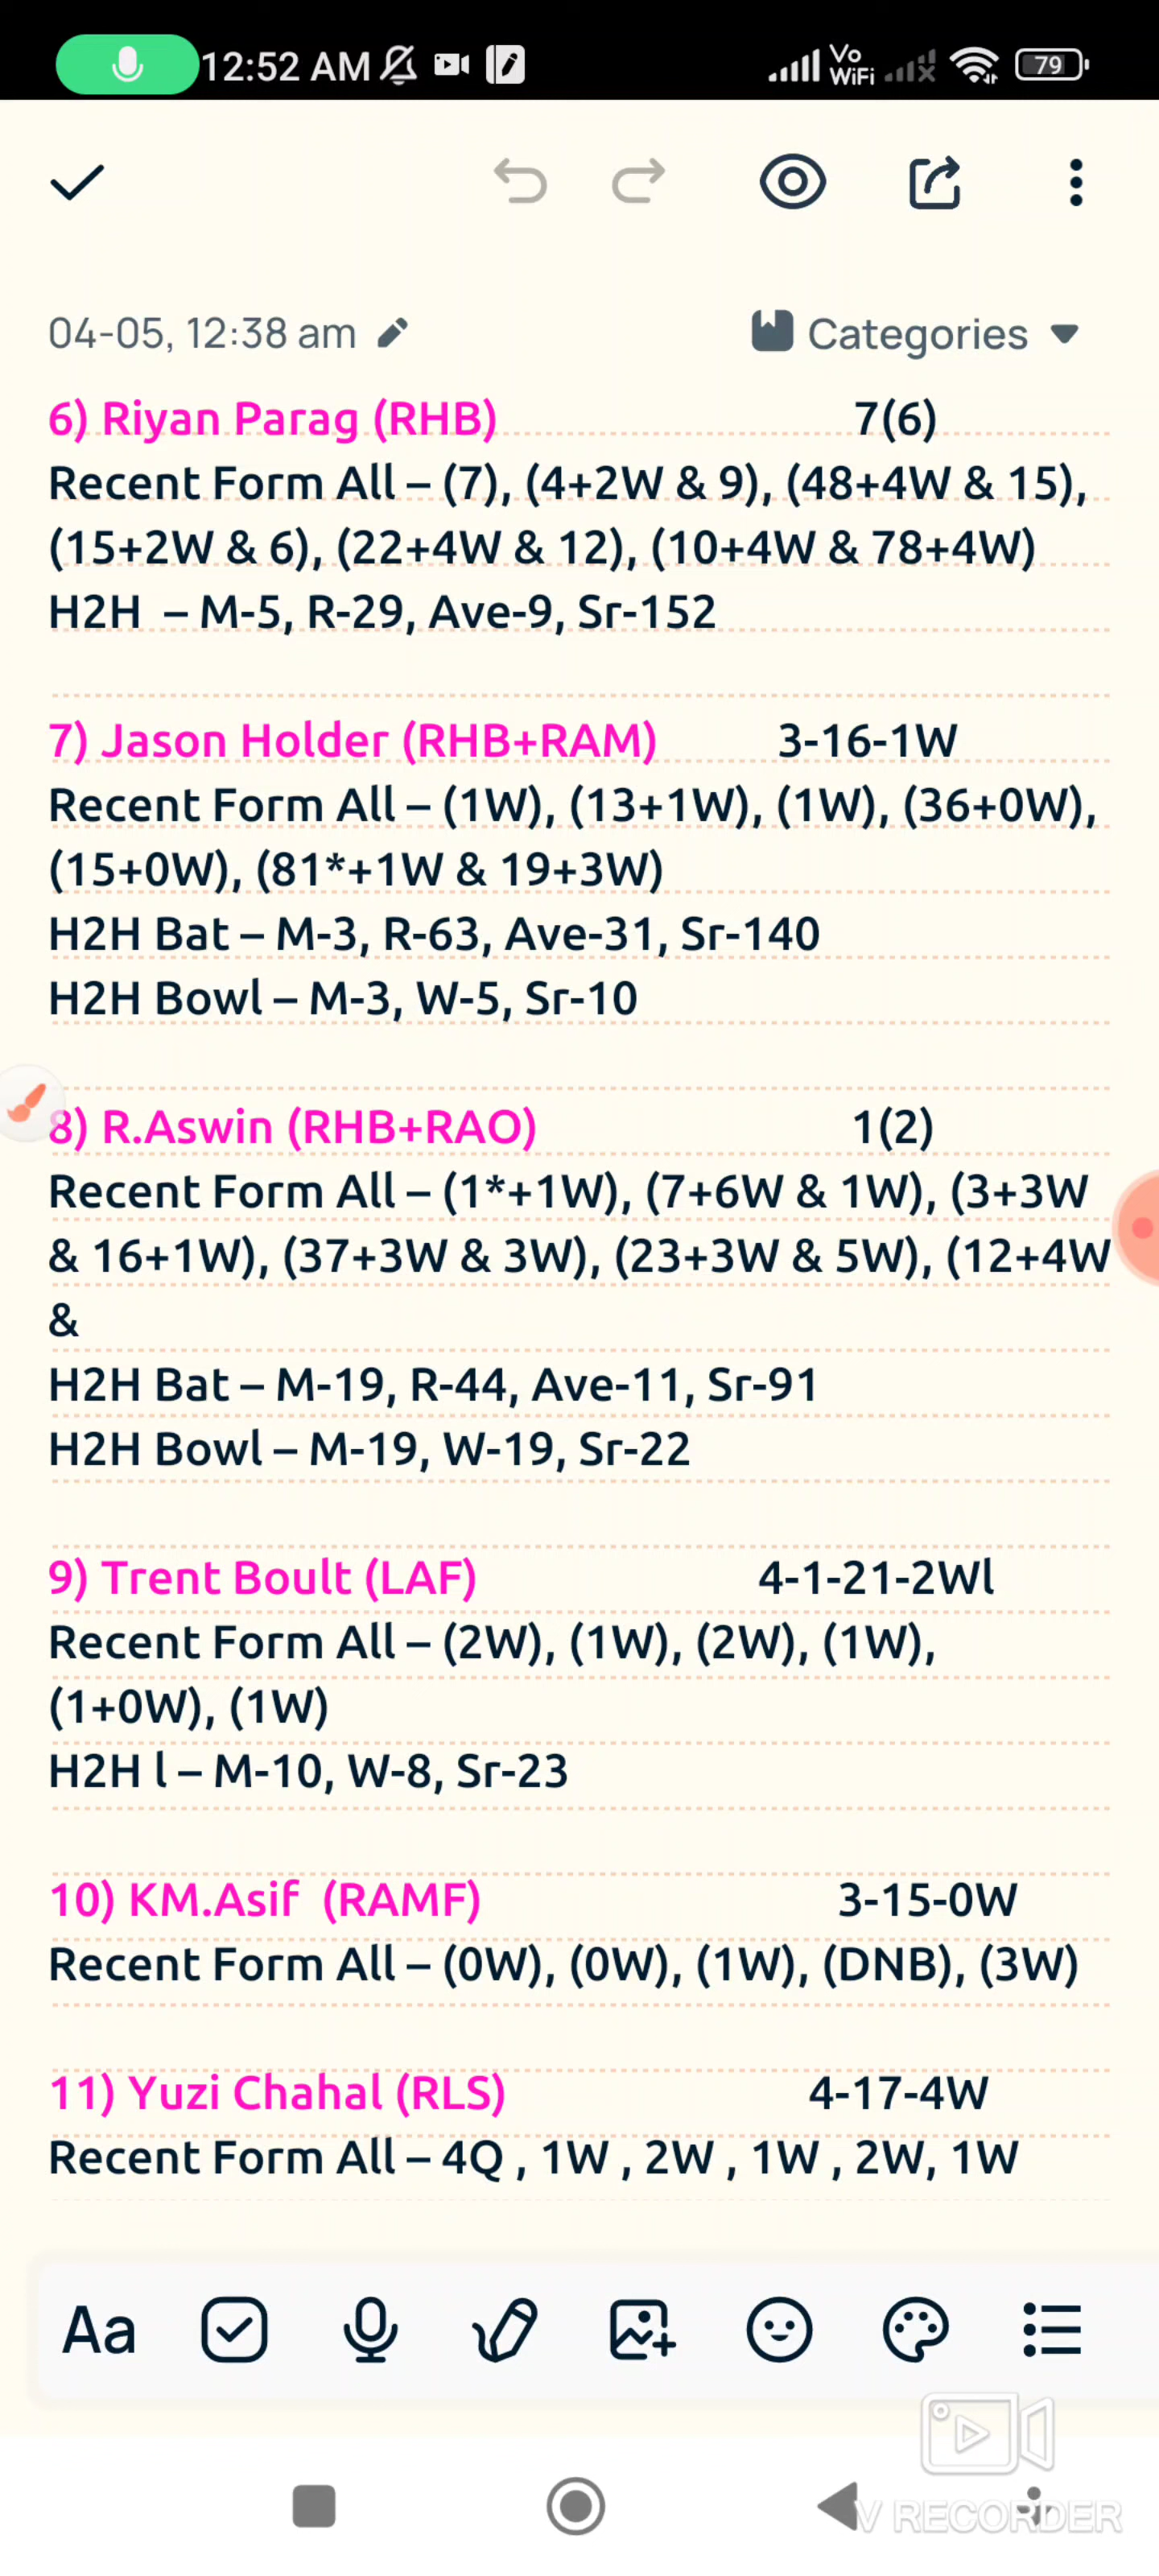 12:52 AM Vo WiFi 79
04-05, 12:38 am Categories
6) Riyan Parag (RHB) 7(6)
Recent Form All – (7), (4+2W & 9), (48+4W & 15),
(15+2W & 6), (22+4W & 12), (10+4W & 78+4W)
H2H – M-5, R-29, Ave-9, Sr-152
7) Jason Holder (RHB+RAM) 3-16-1W
Recent Form All – (1W), (13+1W), (1W), (36+0W),
(15+0W), (81*+1W & 19+3W)
H2H Bat – M-3, R-63, Ave-31, Sr-140
H2H Bowl – M-3, W-5, Sr-10
8) R.Aswin (RHB+RAO) 1(2)
Recent Form All – (1*+1W), (7+6W & 1W), (3+3W
& 16+1W), (37+3W & 3W), (23+3W & 5W), (12+4W
&
H2H Bat – M-19, R-44, Ave-11, Sr-91
H2H Bowl – M-19, W-19, Sr-22
9) Trent Boult (LAF) 4-1-21-2Wl
Recent Form All – (2W), (1W), (2W), (1W),
(1+0W), (1W)
H2H l – M-10, W-8, Sr-23
10) KM.Asif (RAMF) 3-15-0W
Recent Form All – (0W), (0W), (1W), (DNB), (3W)
11) Yuzi Chahal (RLS) 4-17-4W
Recent Form All – 4Q , 1W , 2W , 1W , 2W, 1W
Aa
V RECORDER